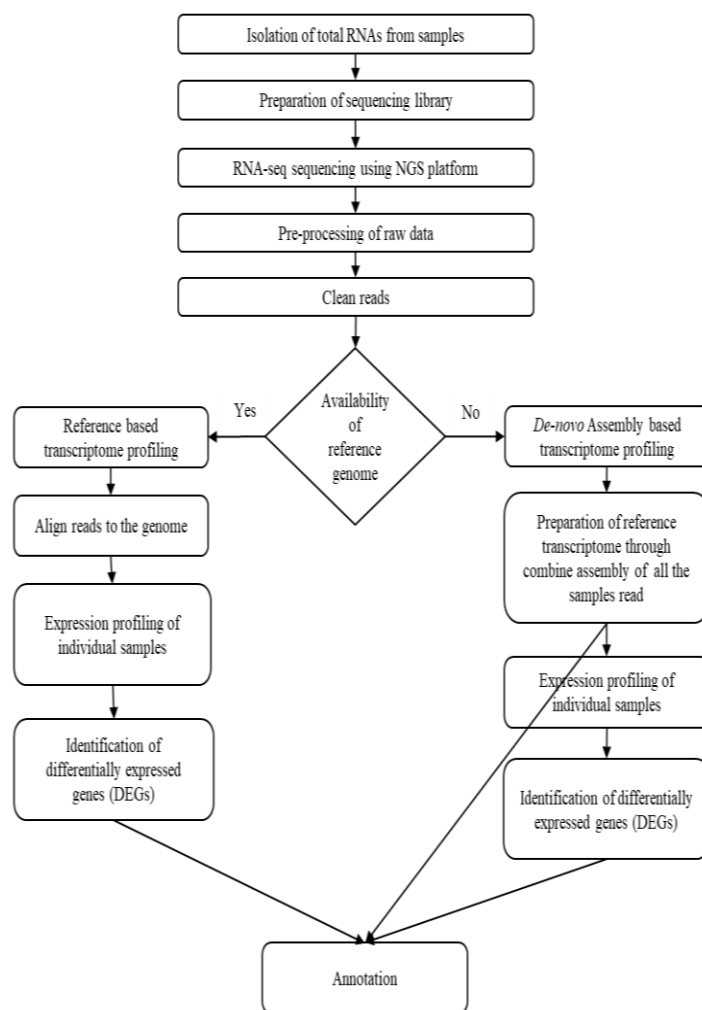 Isolation of total RNAs from samples
Preparation of sequencing library
RNA-seq sequencing using NGS platform
Pre-processing of raw data
Clean reads
Availability
of
reference
genome
Yes
No
Reference based
transcriptome profiling
Align reads to the genome
Expression profiling of
individual samples
Identification of
differentially expressed
genes (DEGs)
De-novo Assembly based
transcriptome profiling
Preparation of reference
transcriptome through
combine assembly of all the
samples read
Expression profiling of
individual samples
Identification of differentially
expressed genes (DEGs)
Annotation